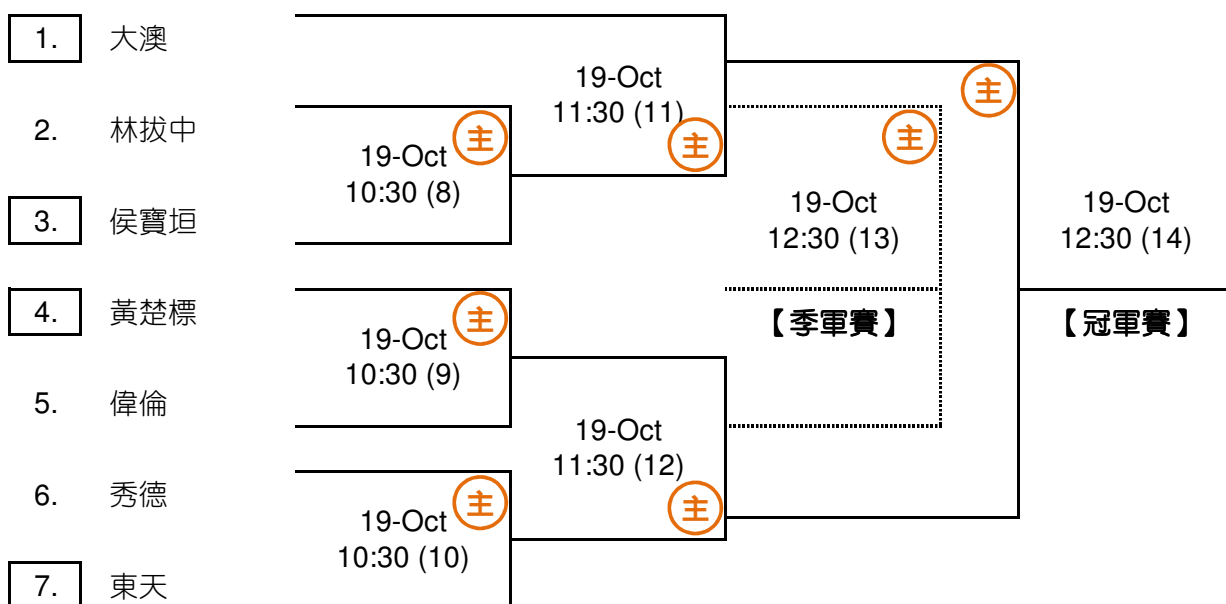 1. 大澳
19-Oct
11:30 (11)
主
主
主
2. 林拔中
19-Oct
10:30 (8)
主
3. 侯寶垣
19-Oct
12:30 (13)
19-Oct
12:30 (14)
4. 黃楚標
19-Oct
10:30 (9)
主
【季軍賽】
【冠軍賽】
5. 偉倫
19-Oct
11:30 (12)
主
6. 秀德
19-Oct
10:30 (10)
主
7. 東天